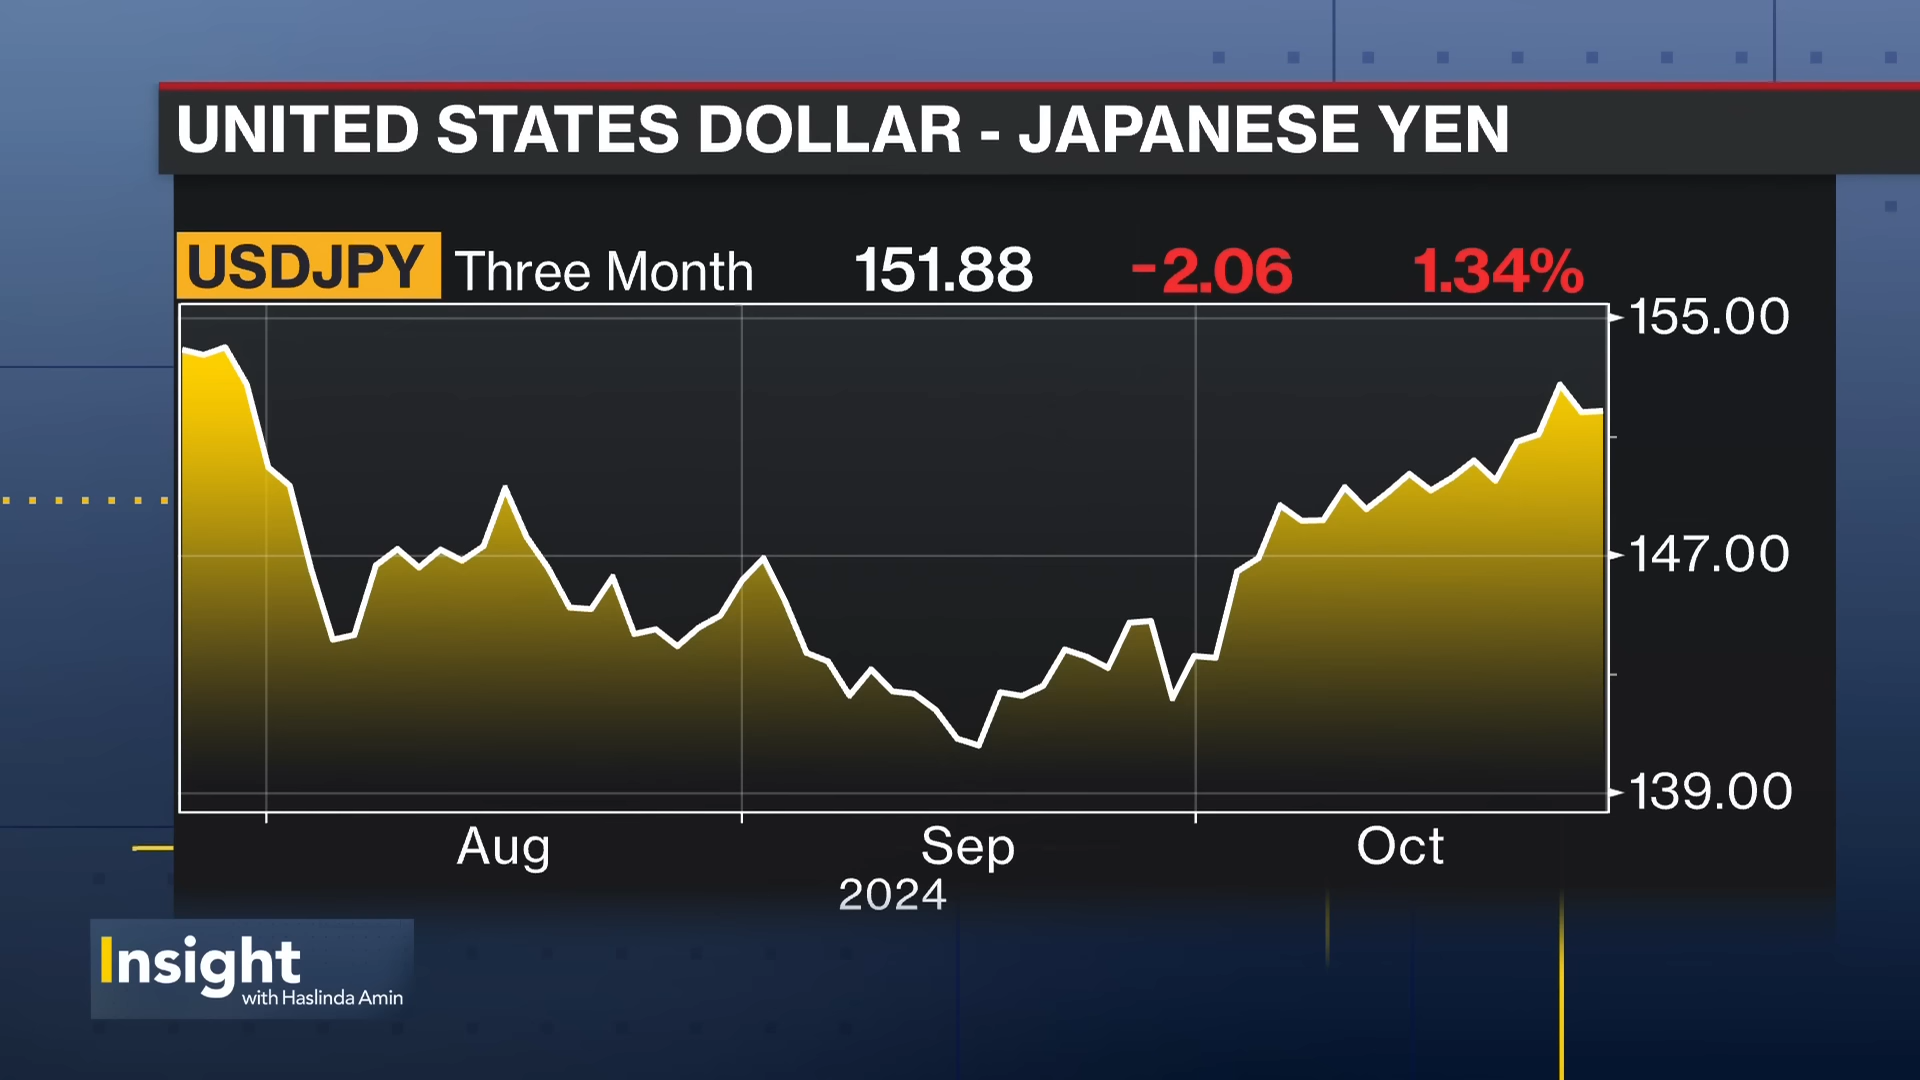 UNITED STATES DOLLAR - JAPANESE YEN
USDJPY Three Month 151.88 -2.06 1.34%
155.00
147.00
139.00
Aug Sep Oct
2024
Insight
with Haslinda Amin